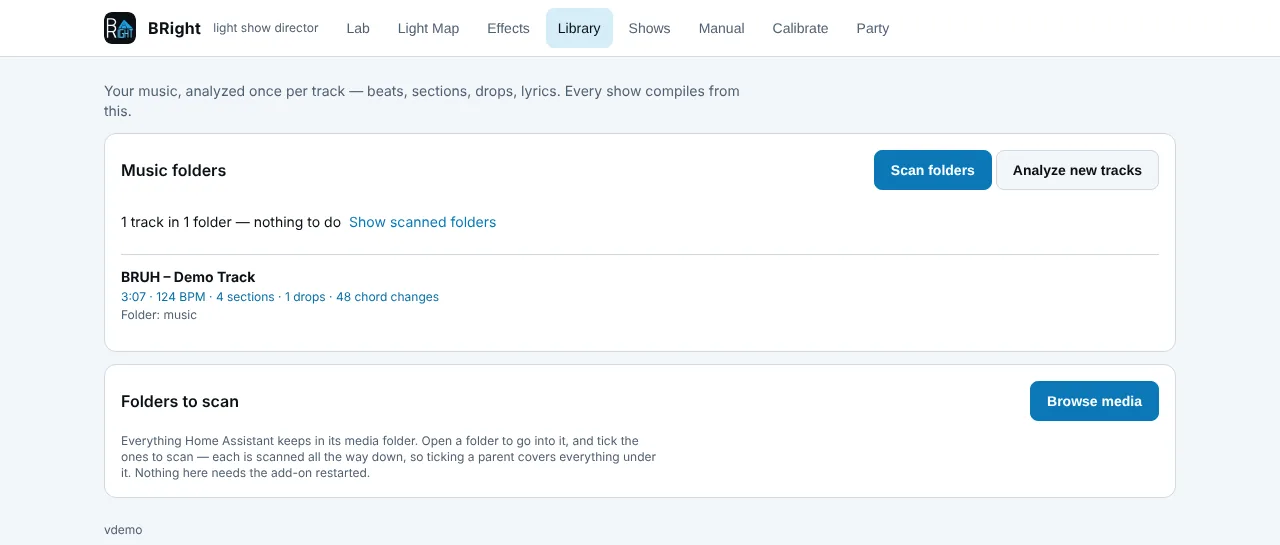 BRight
BRight light show director Lab Light Map Effects Library Shows Manual Calibrate Party
Your music, analyzed once per track — beats, sections, drops, lyrics. Every show compiles from
this.
Music folders Scan folders Analyze new tracks
1 track in 1 folder — nothing to do Show scanned folders
BRUH – Demo Track
3:07 · 124 BPM · 4 sections · 1 drops · 48 chord changes
Folder: music
Folders to scan Browse media
Everything Home Assistant keeps in its media folder. Open a folder to go into it, and tick the
ones to scan — each is scanned all the way down, so ticking a parent covers everything under
it. Nothing here needs the add-on restarted.
vdemo